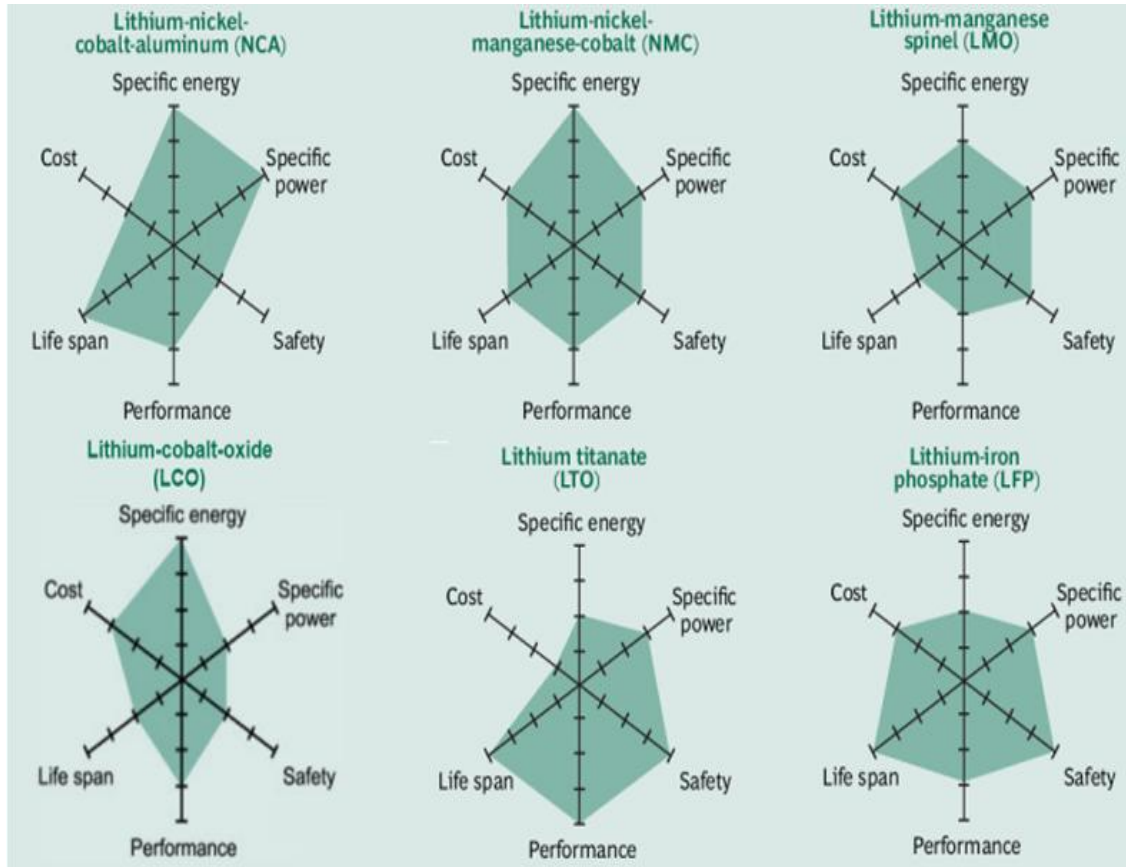 Lithium-nickel-
cobalt-aluminum (NCA)
Specific energy
Cost
Specific
power
Life span
Safety
Performance
Lithium-nickel-
manganese-cobalt (NMC)
Specific energy
Cost
Specific
power
Life span
Safety
Performance
Lithium-manganese
spinel (LMO)
Specific energy
Cost
Specific
power
Life span
Safety
Performance
Lithium-cobalt-oxide
(LCO)
Specific energy
Cost
Specific
power
Life span
Safety
Performance
Lithium titanate
(LTO)
Specific energy
Cost
Specific
power
Life span
Safety
Performance
Lithium-iron
phosphate (LFP)
Specific energy
Cost
Specific
power
Life span
Safety
Performance